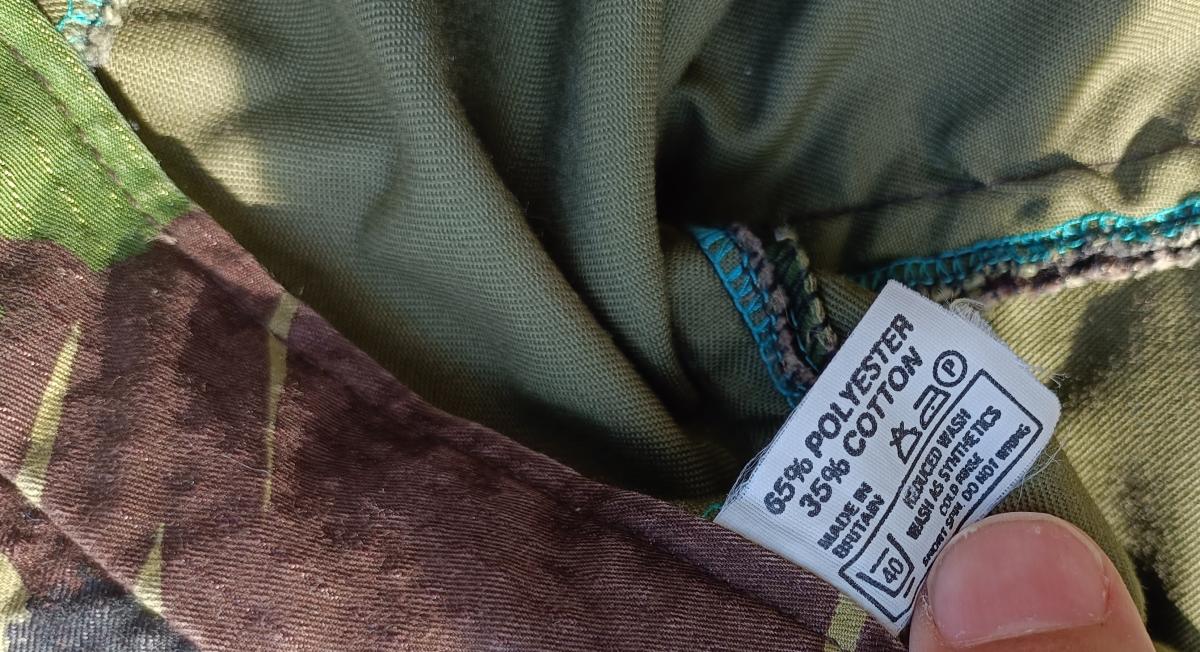 65% POLYESTER
35% COTTON
P
MADE IN
BRITAIN
40
REDUCED WASH
WASH AS SYNTHETICS
COLD RINSE
SHORT SPIN DO NOT WRING